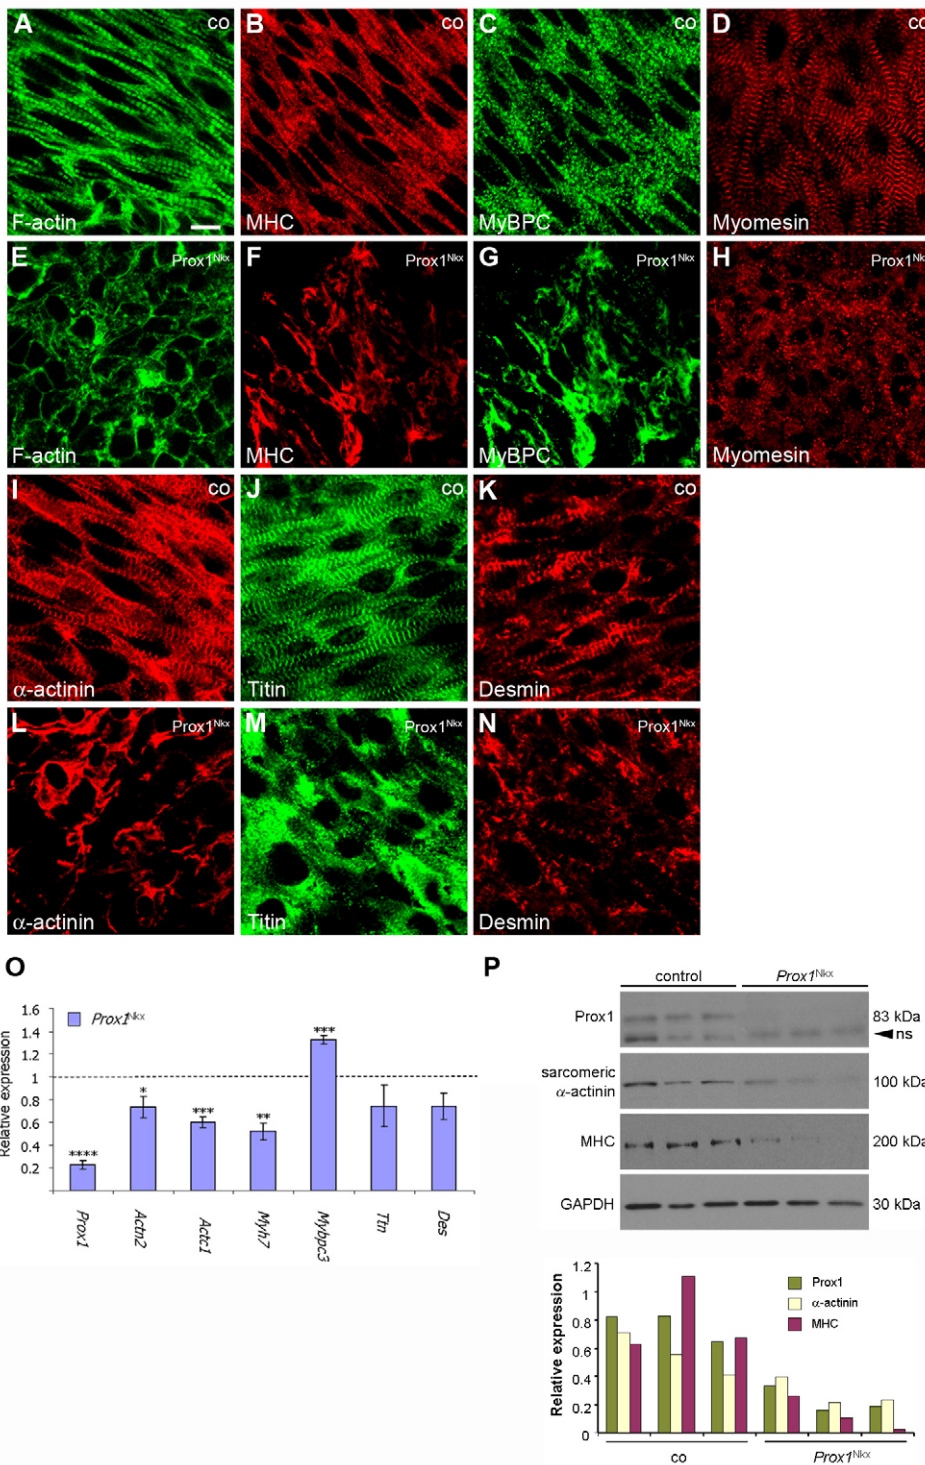 A co B co C co D co
F-actin MHC MyBPC Myomesin
E Prox1Nkx F Prox1Nkx G Prox1Nkx H Prox1Nk
F-actin MHC MyBPC Myomesin
I co J co K co
α-actinin Titin Desmin
L Prox1Nkx M Prox1Nkx N Prox1Nkx
α-actinin Titin Desmin
O
Relative expression
1.6
1.4
1.2
1
0.8
0.6
0.4
0.2
Prox1Nkx
**** * *** ** ***
Prox1 Actn2 Actc1 Myh7 Mybpc3 Ttn Des
P
control Prox1Nkx
Prox1 83 kDa
ns
sarcomeric
α-actinin 100 kDa
MHC 200 kDa
GAPDH 30 kDa
Relative expression
1.2
1
0.8
0.6
0.4
0.2
0
Prox1
α-actinin
MHC
co Prox1Nkx